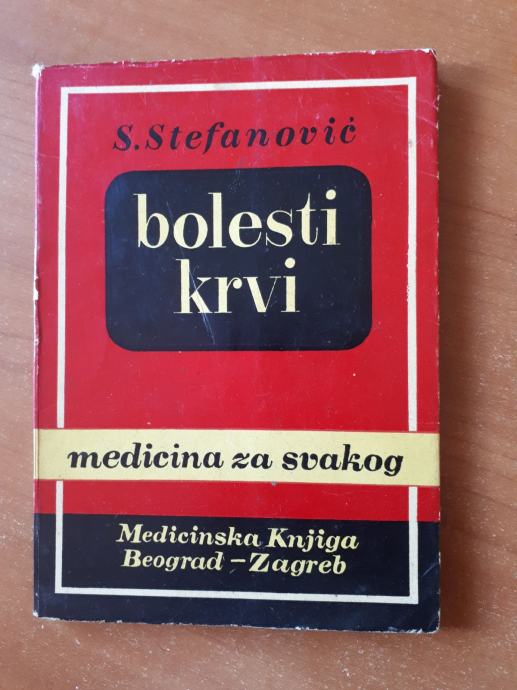 S. Stefanović
bolesti
krvi
medicina za svakog
Medicinska Knjiga
Beograd – Zagreb